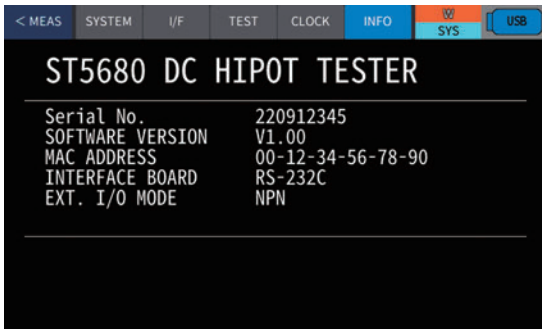 < MEAS SYSTEM I/F TEST CLOCK INFO SYS USB
ST5680 DC HIPOT TESTER
Serial No. 220912345
SOFTWARE VERSION V1.00
MAC ADDRESS 00-12-34-56-78-90
INTERFACE BOARD RS-232C
EXT. I/O MODE NPN